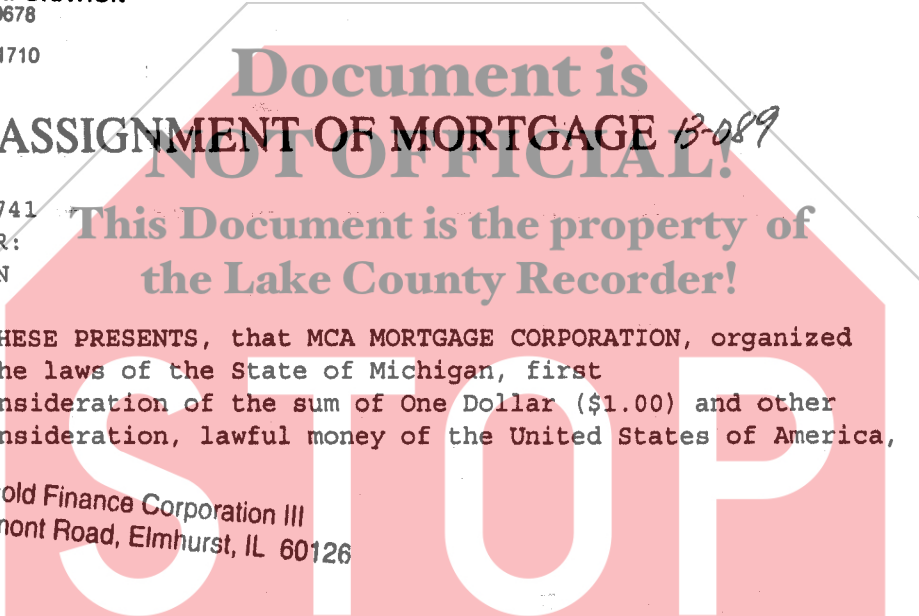 0678
1710
Document is
ASSIGNMENT OF MORTGAGE 13-089
NOT OFFICIAL!
741
This Document is the property of
R:
the Lake County Recorder!
N
HESE PRESENTS, that MCA MORTGAGE CORPORATION, organized
he laws of the State of Michigan, first
nsideration of the sum of One Dollar ($1.00) and other
nsideration, lawful money of the United States of America,
old Finance Corporation III
mont Road, Elmhurst, IL 60126
STOP